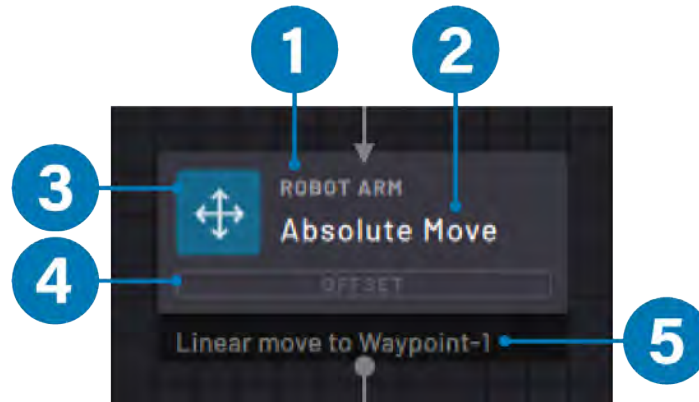 1 2
3
ROBOT ARM
Absolute Move
4
OFFSET
Linear move to Waypoint-1
5